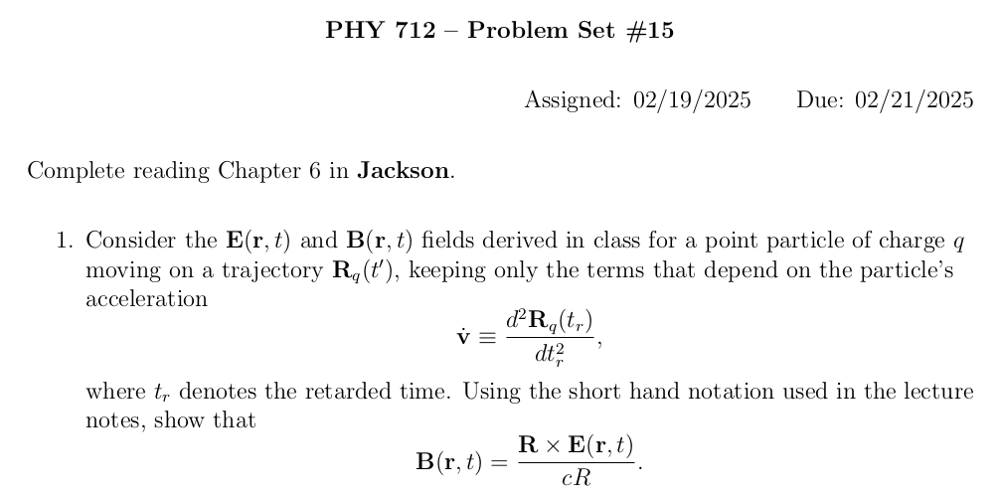 PHY 712 – Problem Set #15
Assigned: 02/19/2025 Due: 02/21/2025
Complete reading Chapter 6 in Jackson.
1. Consider the E(r, t) and B(r, t) fields derived in class for a point particle of charge q
moving on a trajectory R_q(t′), keeping only the terms that depend on the particle's
acceleration
v̇ ≡ d²R_q(t_r) / dt_r²,
where t_r denotes the retarded time. Using the short hand notation used in the lecture
notes, show that
B(r, t) = R × E(r, t) / cR.